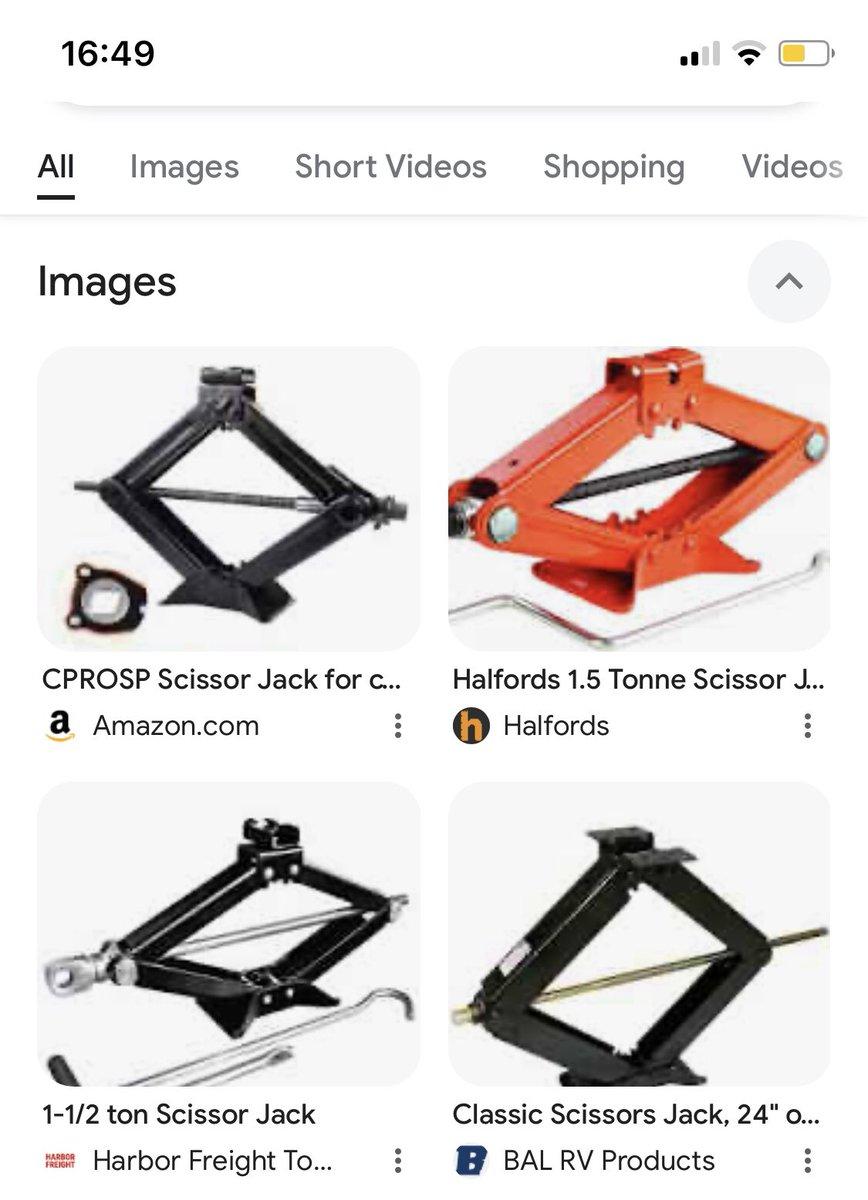 16:49
All Images Short Videos Shopping Videos
Images
CPROSP Scissor Jack for c...
Amazon.com
Halfords 1.5 Tonne Scissor J...
Halfords
1-1/2 ton Scissor Jack
HARBOR
FREIGHT
Harbor Freight To...
Classic Scissors Jack, 24" o...
BAL RV Products